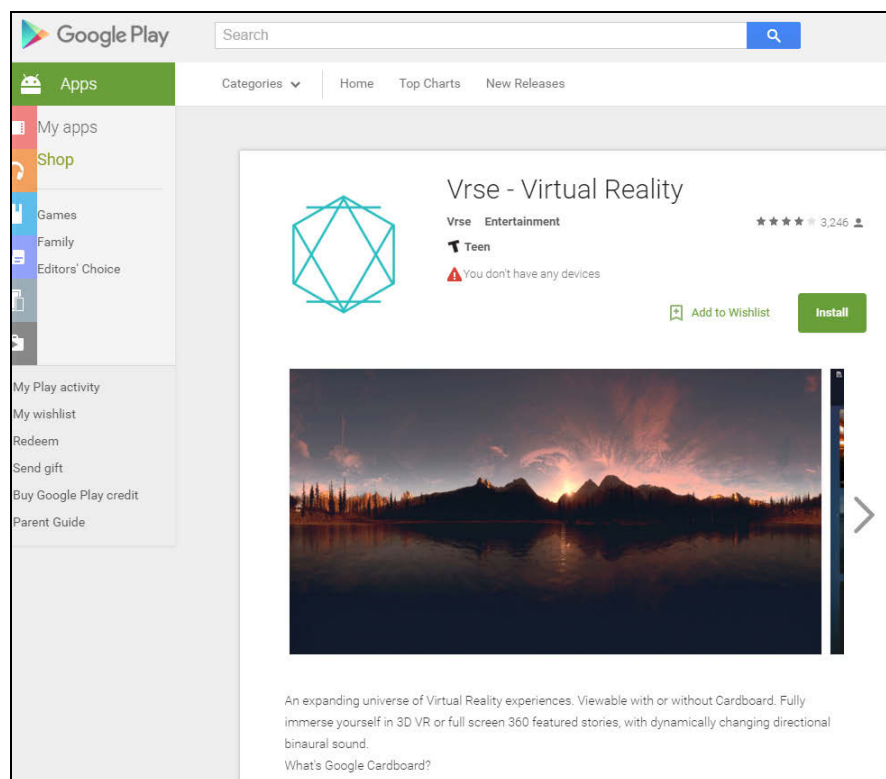 Google Play
Search
Apps
Categories
Home
Top Charts
New Releases
My apps
Shop
Games
Family
Editors' Choice
My Play activity
My wishlist
Redeem
Send gift
Buy Google Play credit
Parent Guide
Vrse - Virtual Reality
Vrse Entertainment
3,246
Teen
You don't have any devices
Add to Wishlist
Install
An expanding universe of Virtual Reality experiences. Viewable with or without Cardboard. Fully
immerse yourself in 3D VR or full screen 360 featured stories, with dynamically changing directional
binaural sound.
What's Google Cardboard?